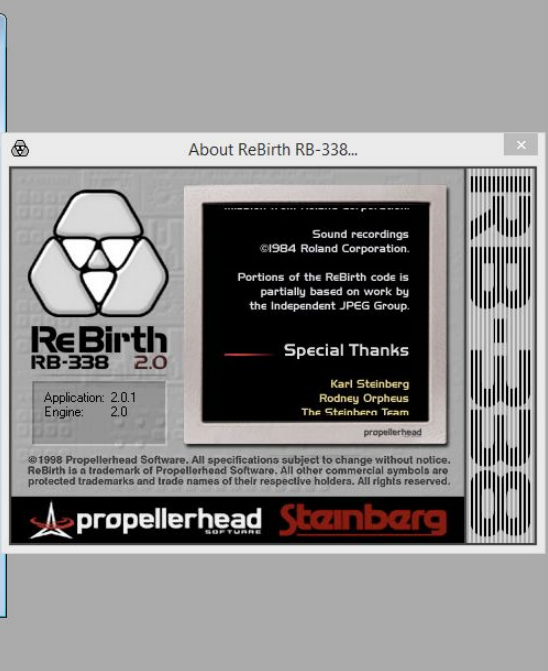 About ReBirth RB-338...
Sound recordings
©1984 Roland Corporation.
Portions of the ReBirth code is
partially based on work by
the Independent JPEG Group.
Special Thanks
Karl Steinberg
Rodney Orpheus
The Steinberg Team
propellerhead
ReBirth
RB-338 2.0
Application: 2.0.1
Engine: 2.0
©1998 Propellerhead Software. All specifications subject to change without notice.
ReBirth is a trademark of Propellerhead Software. All other commercial symbols are
protected trademarks and trade names of their respective holders. All rights reserved.
propellerhead
SOFTWARE
Steinberg
RB-338